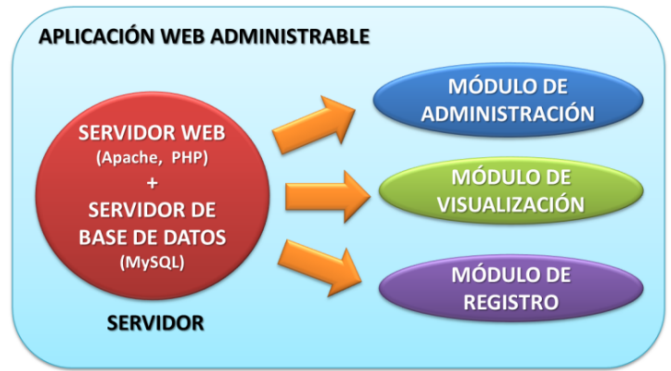 APLICACIÓN WEB ADMINISTRABLE
SERVIDOR WEB
(Apache, PHP)
+
SERVIDOR DE
BASE DE DATOS
(MySQL)
SERVIDOR
MÓDULO DE
ADMINISTRACIÓN
MÓDULO DE
VISUALIZACIÓN
MÓDULO DE
REGISTRO